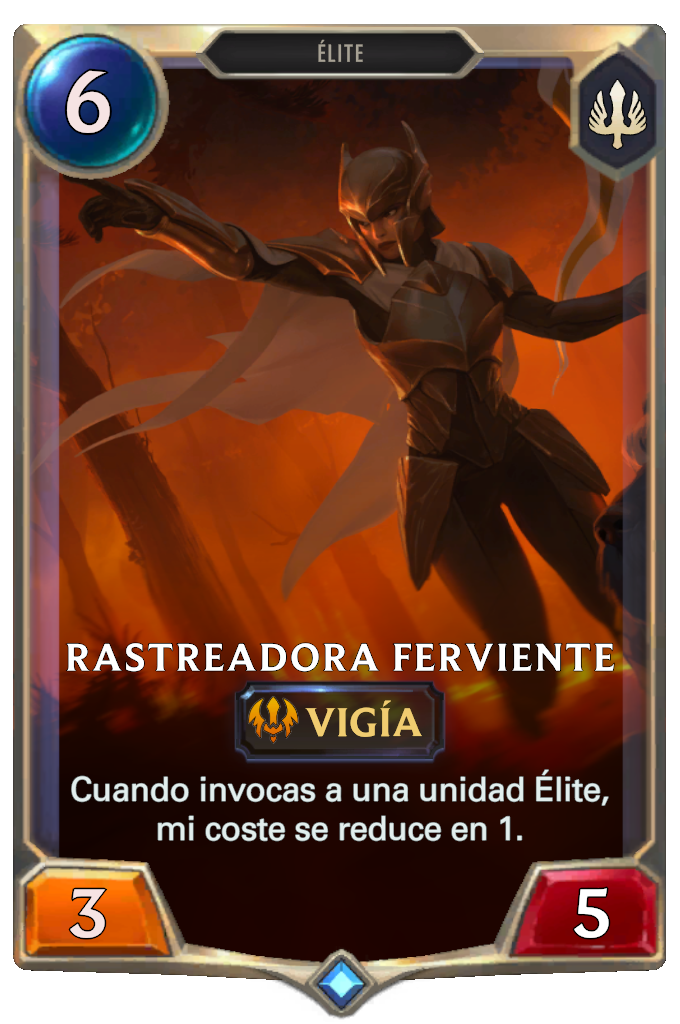 ÉLITE
6
RASTREADORA FERVIENTE
VIGÍA
Cuando invocas a una unidad Élite,
mi coste se reduce en 1.
3
5